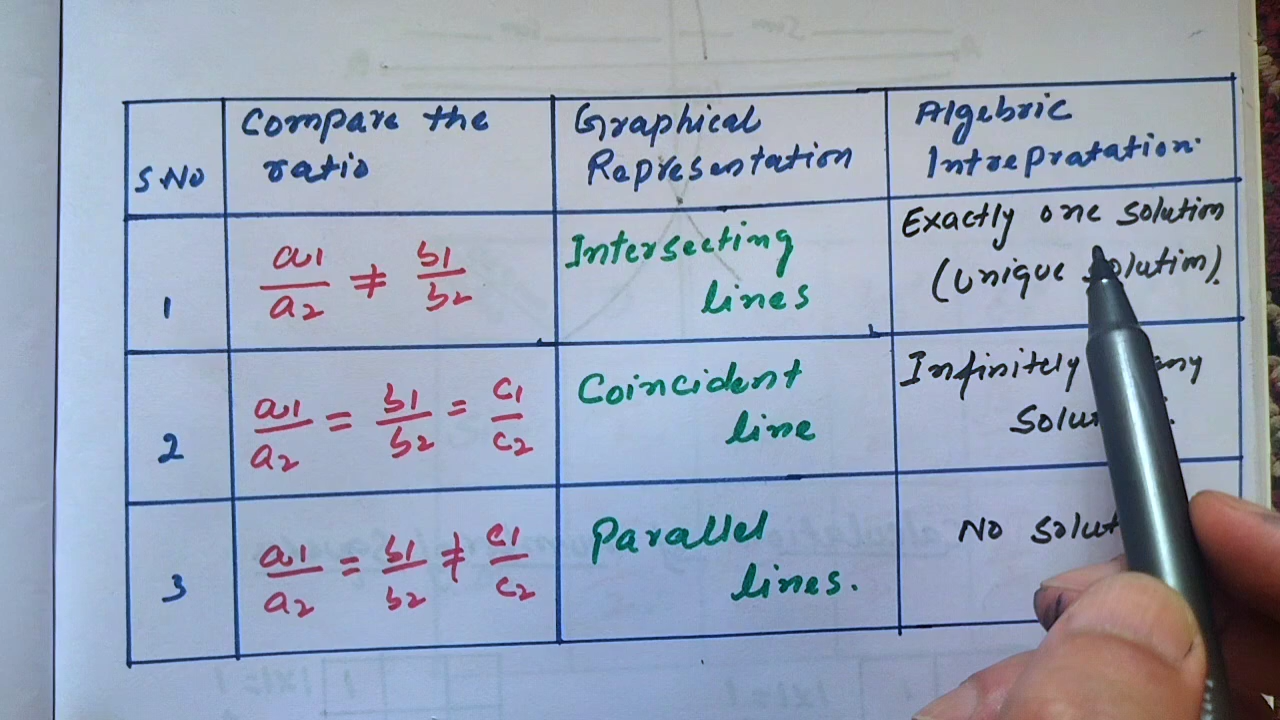 S.No
Compare the
ratio
Graphical
Representation
Algebric
Intrepratation.
1
a1/a2 ≠ b1/b2
Intersecting
lines
Exactly one solution
(unique solution).
2
a1/a2 = b1/b2 = c1/c2
Coincident
line
Infinitely
3
a1/a2 = b1/b2 ≠ c1/c2
Parallel
lines.
No